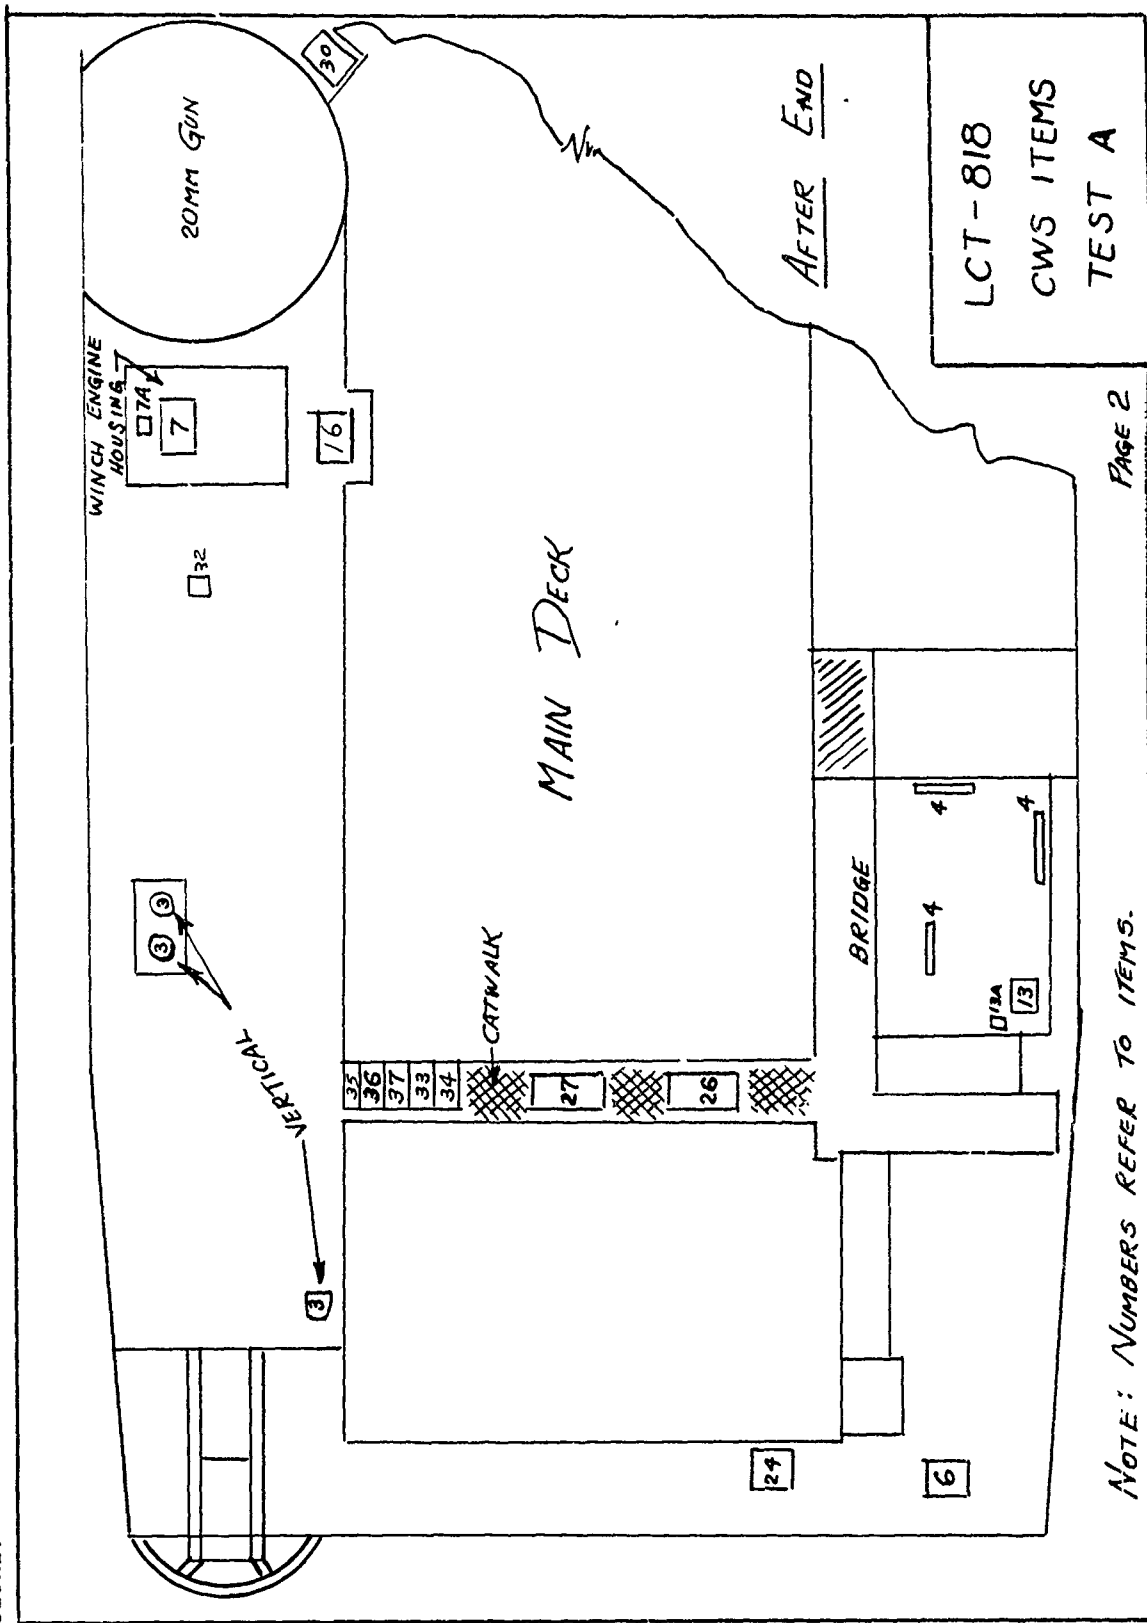 LCT-818
CWS ITEMS
TEST A
AFTER END
20MM GUN
30
WINCH ENGINE
HOUSING
7A
7
16
32
MAIN DECK
3
3
VERTICAL
3
35
36
37
33
34
CATWALK
27
26
BRIDGE
4
4
4
13A
13
24
6
NOTE: NUMBERS REFER TO ITEMS.
PAGE 2